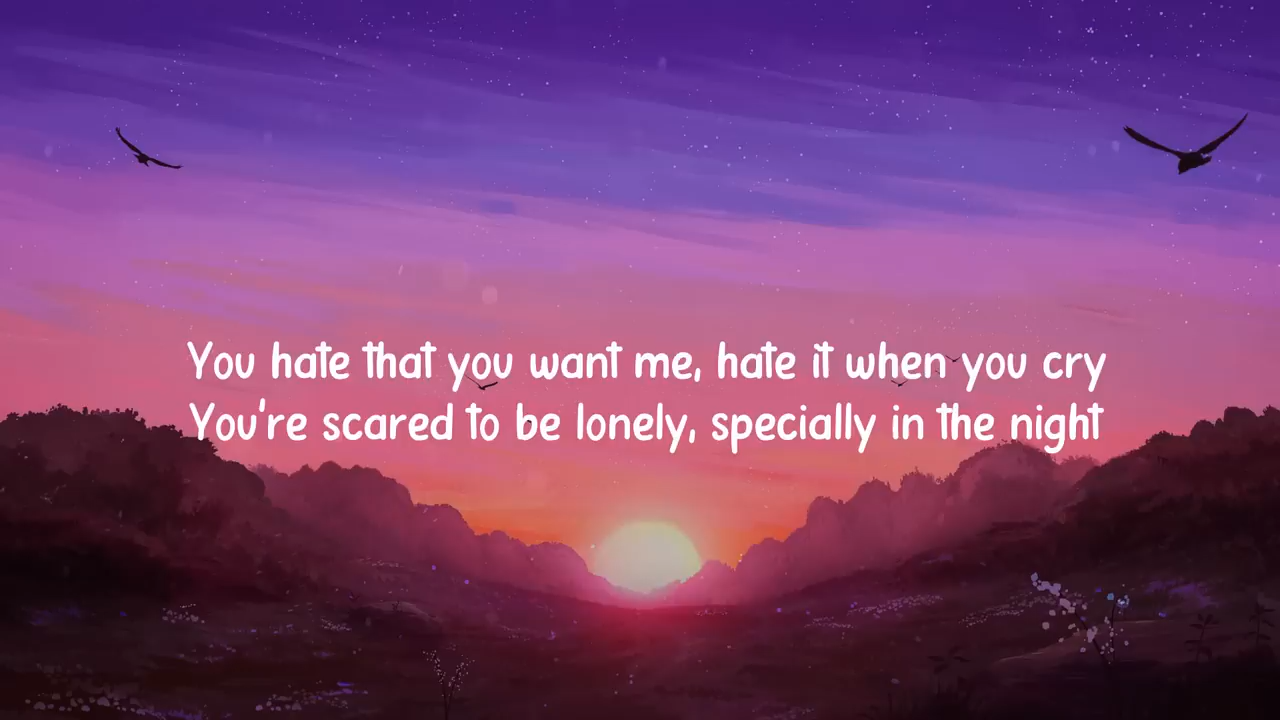 You hate that you want me, hate it when you cry
You're scared to be lonely, specially in the night